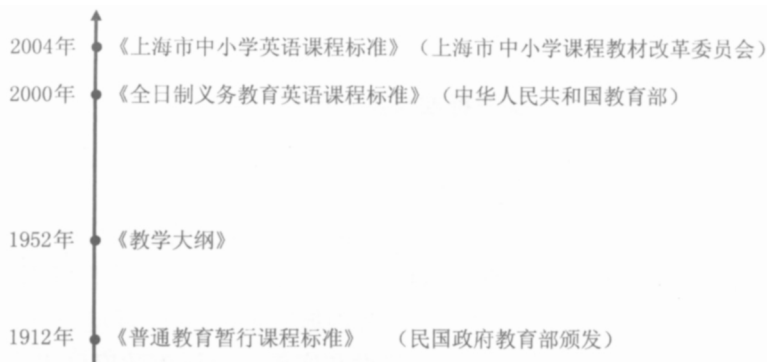 2004年 《上海市中小学英语课程标准》（上海市中小学课程教材改革委员会）
2000年 《全日制义务教育英语课程标准》（中华人民共和国教育部）
1952年 《教学大纲》
1912年 《普通教育暂行课程标准》 （民国政府教育部颁发）